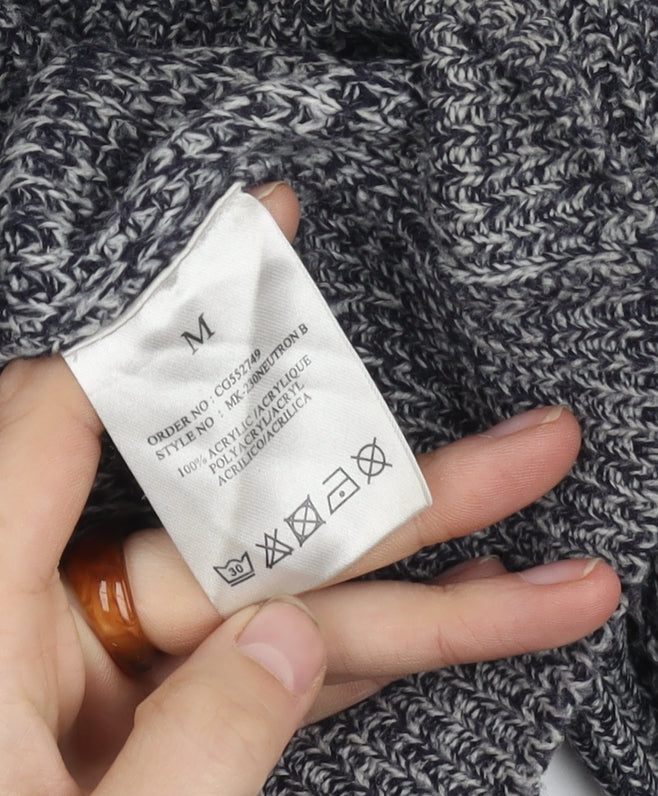 M
ORDER NO : CG552749
STYLE NO : MK-230NEUTRON B
100% ACRYLIC/ACRYLIQUE
POLYACRYL/ACRYL
ACRILICO/ACRILICA
30